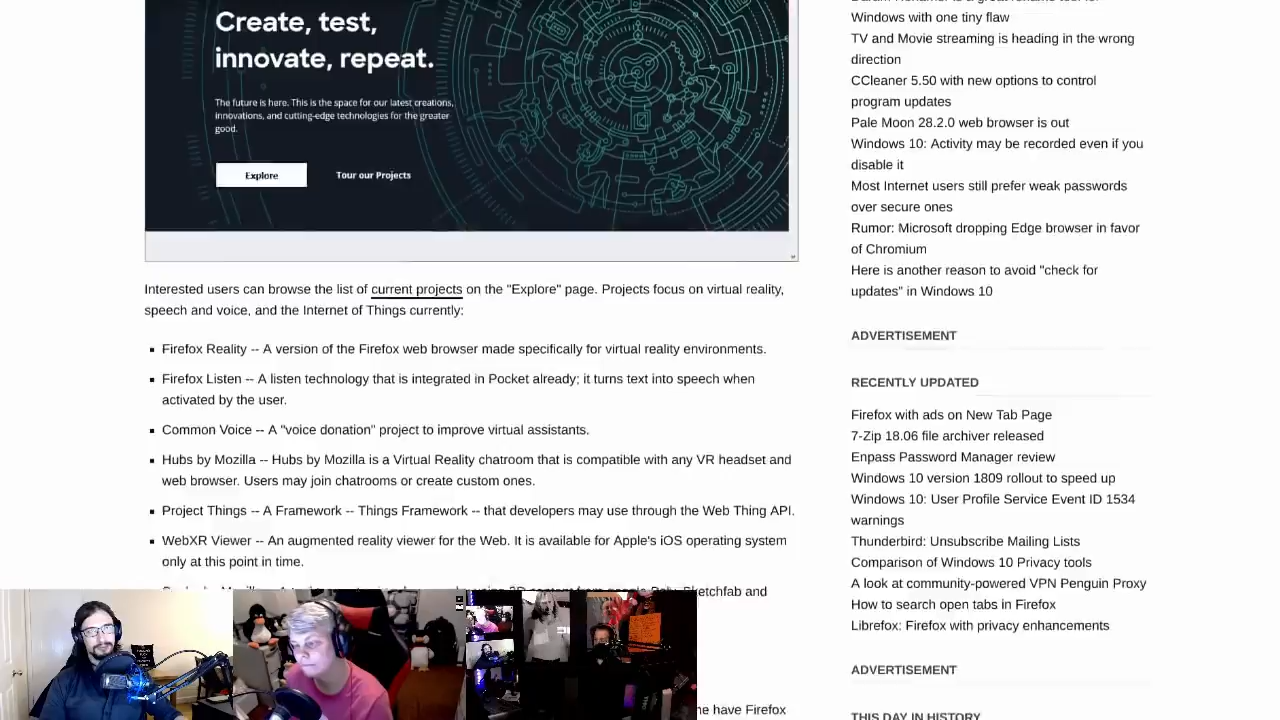 Create, test,
innovate, repeat.
The future is here. This is the space for our latest creations,
innovations, and cutting-edge technologies for the greater
good.
Explore
Tour our Projects
Interested users can browse the list of current projects on the "Explore" page. Projects focus on virtual reality,
speech and voice, and the Internet of Things currently:
Firefox Reality -- A version of the Firefox web browser made specifically for virtual reality environments.
Firefox Listen -- A listen technology that is integrated in Pocket already; it turns text into speech when
activated by the user.
Common Voice -- A "voice donation" project to improve virtual assistants.
Hubs by Mozilla -- Hubs by Mozilla is a Virtual Reality chatroom that is compatible with any VR headset and
web browser. Users may join chatrooms or create custom ones.
Project Things -- A Framework -- Things Framework -- that developers may use through the Web Thing API.
WebXR Viewer -- An augmented reality viewer for the Web. It is available for Apple's iOS operating system
only at this point in time.
Sketchfab and
have Firefox
Windows with one tiny flaw
TV and Movie streaming is heading in the wrong
direction
CCleaner 5.50 with new options to control
program updates
Pale Moon 28.2.0 web browser is out
Windows 10: Activity may be recorded even if you
disable it
Most Internet users still prefer weak passwords
over secure ones
Rumor: Microsoft dropping Edge browser in favor
of Chromium
Here is another reason to avoid "check for
updates" in Windows 10
ADVERTISEMENT
RECENTLY UPDATED
Firefox with ads on New Tab Page
7-Zip 18.06 file archiver released
Enpass Password Manager review
Windows 10 version 1809 rollout to speed up
Windows 10: User Profile Service Event ID 1534
warnings
Thunderbird: Unsubscribe Mailing Lists
Comparison of Windows 10 Privacy tools
A look at community-powered VPN Penguin Proxy
How to search open tabs in Firefox
Librefox: Firefox with privacy enhancements
ADVERTISEMENT
THIS DAY IN HISTORY